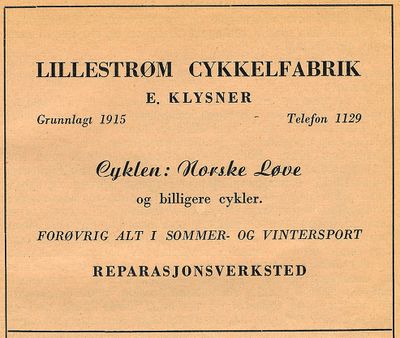 LILLESTRØM CYKKELFABRIK
E. KLYSNER
Grunnlagt 1915 Telefon 1129
Cyklen: Norske Løve
og billigere cykler.
FORØVRIG ALT I SOMMER- OG VINTERSPORT
REPARASJONSVERKSTED